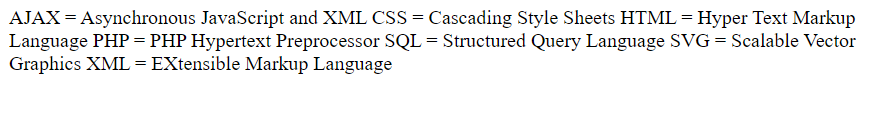 AJAX = Asynchronous JavaScript and XML CSS = Cascading Style Sheets HTML = Hyper Text Markup
Language PHP = PHP Hypertext Preprocessor SQL = Structured Query Language SVG = Scalable Vector
Graphics XML = EXtensible Markup Language